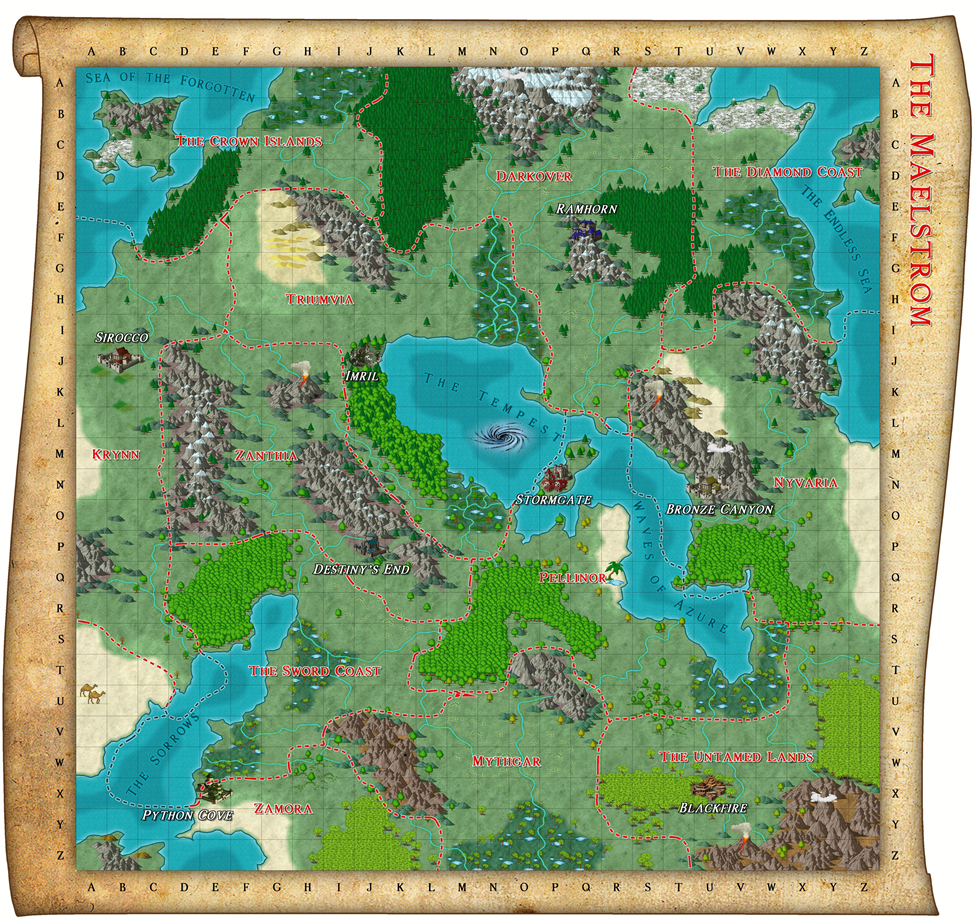 A B C D E F G H I J K L M N O P Q R S T U V W X Y Z
THE MAELSTROM
A A
B B
C C
D D
E E
F F
G G
H H
I I
J J
K K
L L
M M
N N
O O
P P
Q Q
R R
S S
T T
U U
V V
W W
X X
Y Y
Z Z
SEA OF THE FORGOTTEN
THE CROWN ISLANDS
DARKOVER
THE DIAMOND COAST
THE ENDLESS SEA
RAMHORN
TRIUMVIA
SIROCCO
IMRIL
THE TEMPEST
KRYNN
ZANTHIA
NYVARIA
STORMGATE
BRONZE CANYON
WAVES OF AZURE
DESTINY'S END
PELLINOR
THE SWORD COAST
THE SORROWS
MYTHGAR
THE UNTAMED LANDS
PYTHON COVE
ZAMORA
BLACKFIRE
A B C D E F G H I J K L M N O P Q R S T U V W X Y Z